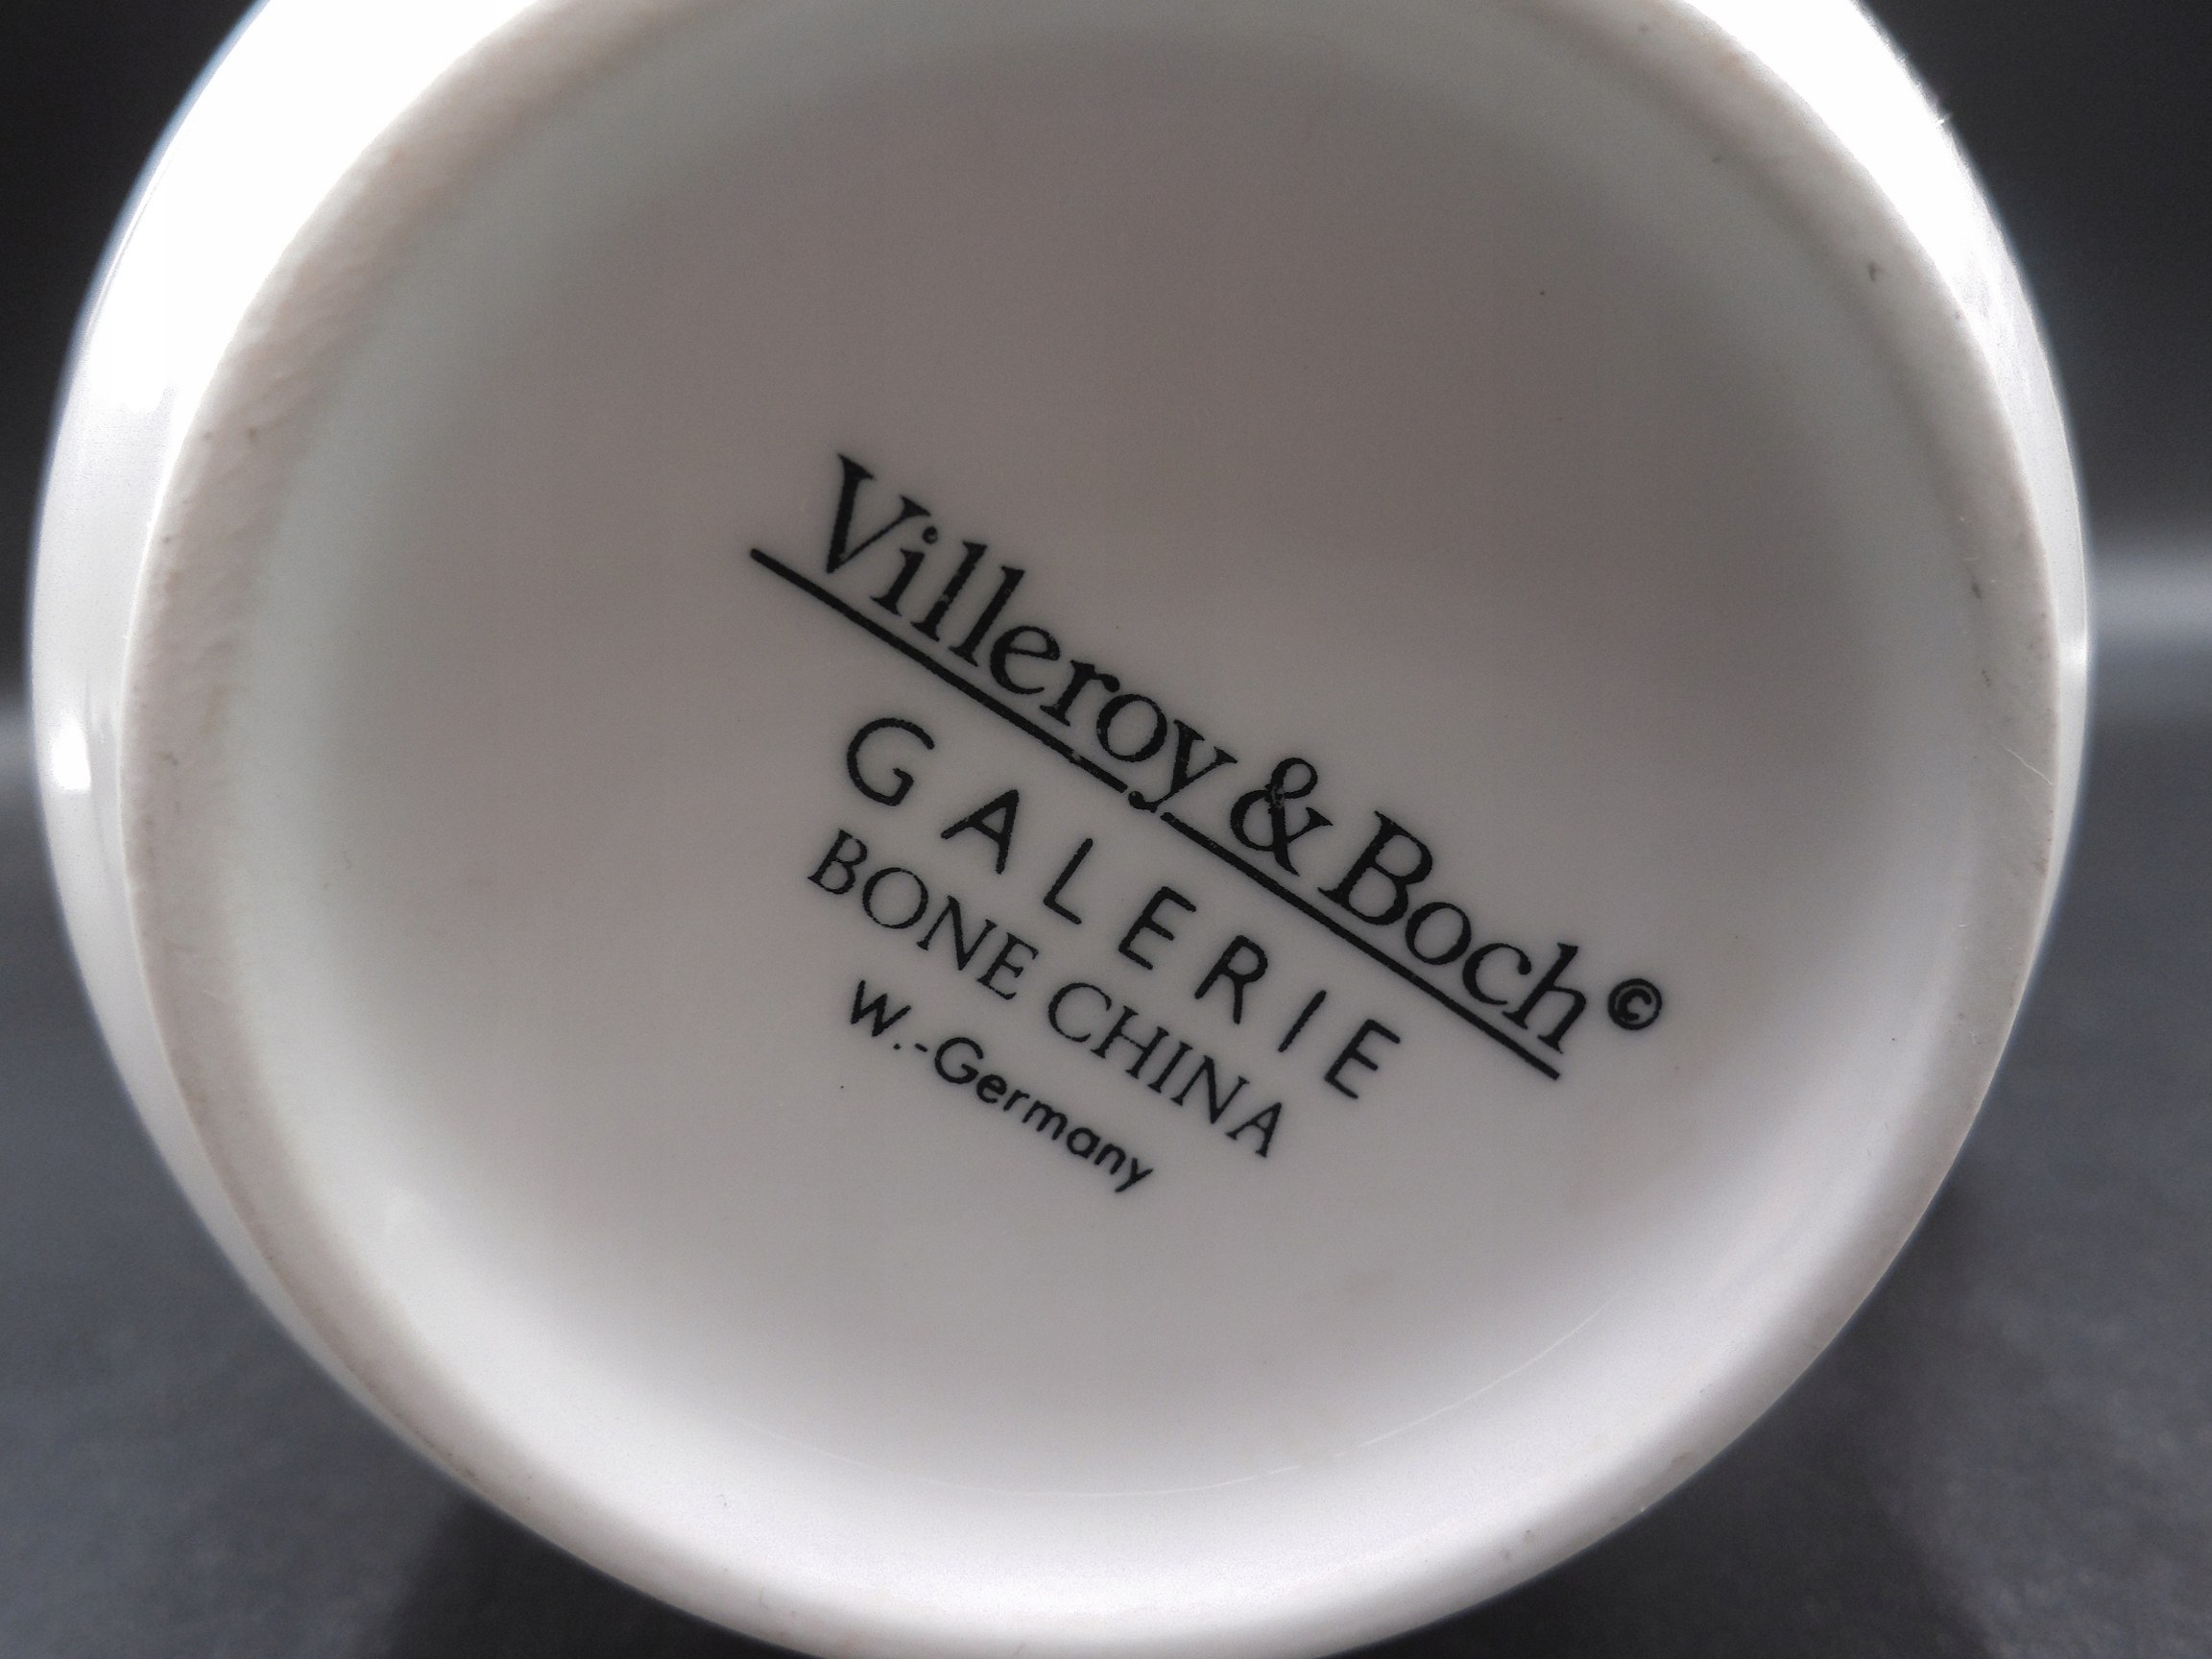 Villeroy & Boch ©
GALERIE
BONE CHINA
W.-Germany